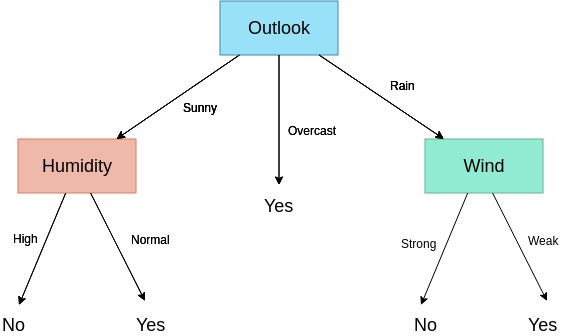 Outlook
Sunny
Overcast
Rain
Humidity
Wind
Yes
High
Normal
Strong
Weak
No
Yes
No
Yes